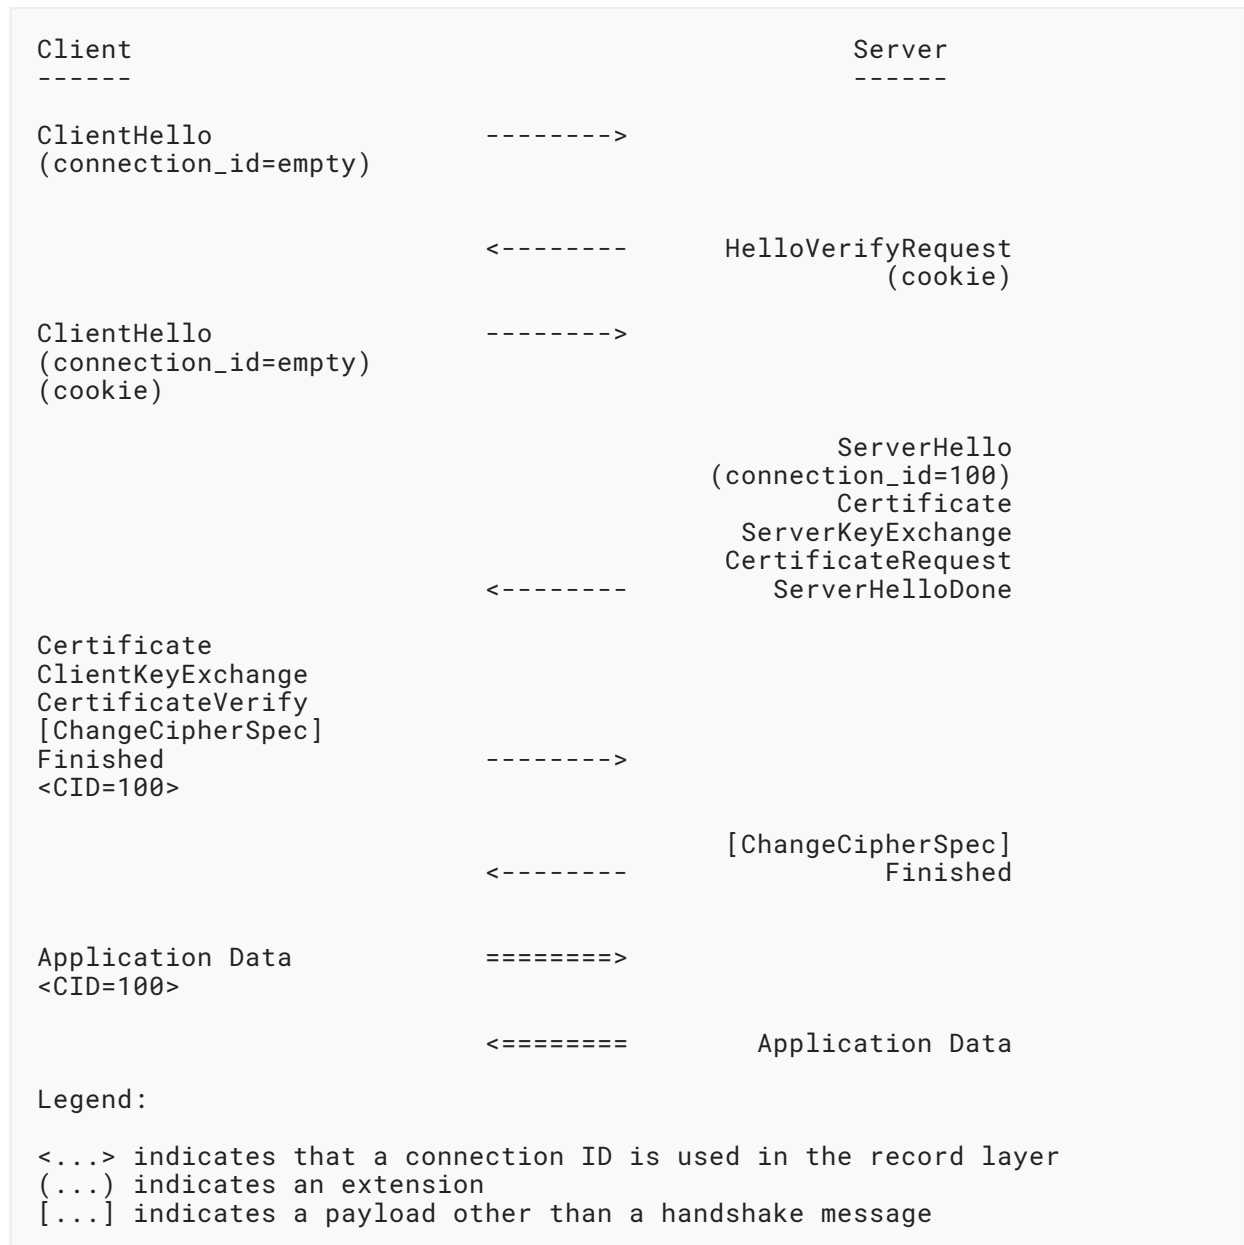 Client                                             Server
------                                             ------
ClientHello                 -------->
(connection_id=empty)
                            <--------      HelloVerifyRequest
                                                     (cookie)
ClientHello                 -------->
(connection_id=empty)
(cookie)
                                                  ServerHello
                                          (connection_id=100)
                                                  Certificate
                                            ServerKeyExchange
                                           CertificateRequest
                            <--------         ServerHelloDone
Certificate
ClientKeyExchange
CertificateVerify
[ChangeCipherSpec]
Finished                    -------->
<CID=100>
                                           [ChangeCipherSpec]
                            <--------                Finished
Application Data            ========>
<CID=100>
                            <========        Application Data
Legend:
<...> indicates that a connection ID is used in the record layer
(...) indicates an extension
[...] indicates a payload other than a handshake message